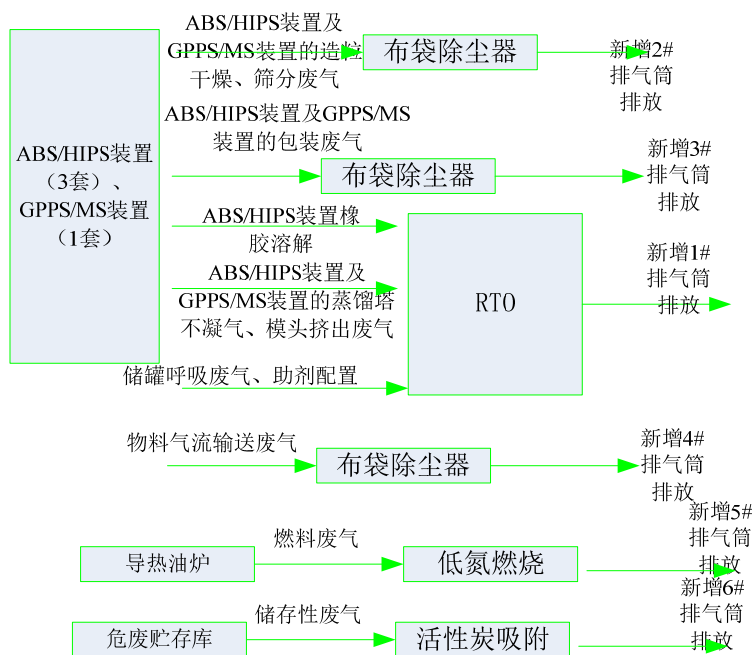 ABS/HIPS装置及
GPPS/MS装置的造粒
干燥、筛分废气
布袋除尘器
新增2#
排气筒
排放
ABS/HIPS装置及GPPS/MS
装置的包装废气
布袋除尘器
新增3#
排气筒
排放
ABS/HIPS装置
（3套）、
GPPS/MS装置
（1套）
ABS/HIPS装置橡
胶溶解
ABS/HIPS装置及
GPPS/MS装置的蒸馏塔
不凝气、模头挤出废气
储罐呼吸废气、助剂配置
RTO
新增1#
排气筒
排放
物料气流输送废气
布袋除尘器
新增4#
排气筒
排放
导热油炉
燃料废气
低氮燃烧
新增5#
排气筒
排放
危废贮存库
储存性废气
活性炭吸附
新增6#
排气筒
排放